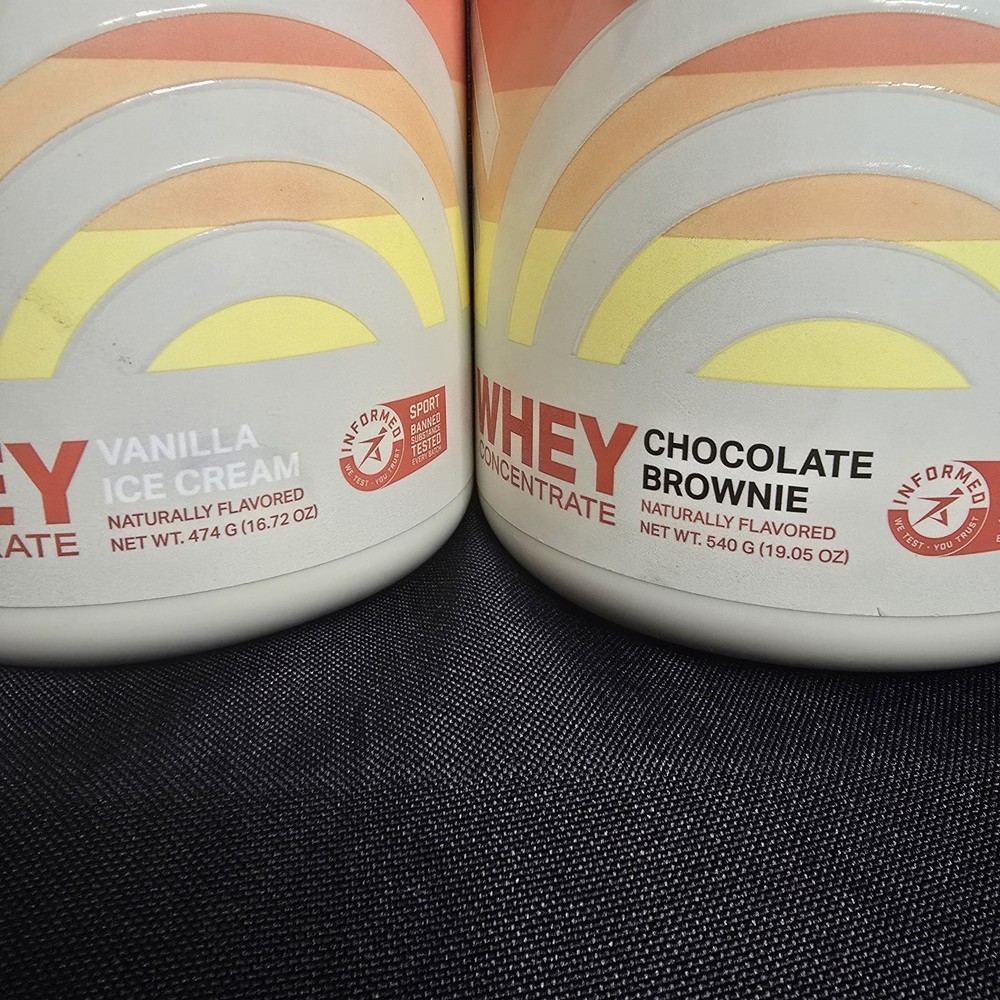 EY
RATE
VANILLA
ICE CREAM
NATURALLY FLAVORED
NET WT. 474 G (16.72 OZ)
INFORMED
WE TEST · YOU TRUST
SPORT
BANNED
SUBSTANCE
TESTED
EVERY BATCH
WHEY
CONCENTRATE
CHOCOLATE
BROWNIE
NATURALLY FLAVORED
NET WT. 540 G (19.05 OZ)
INFORMED
WE TEST · YOU TRUST